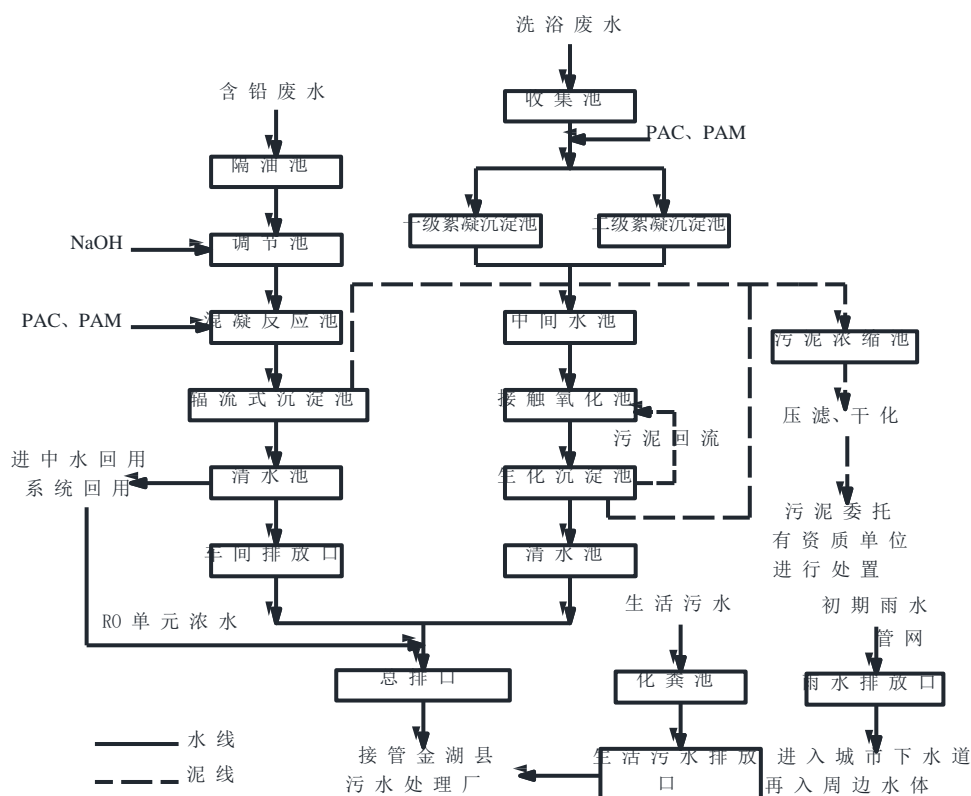 洗浴废水
含铅废水
收集池
PAC、PAM
隔油池
一级絮凝沉淀池
二级絮凝沉淀池
NaOH
调节池
PAC、PAM
混凝反应池
中间水池
污泥浓缩池
辐流式沉淀池
接触氧化池
压滤、干化
污泥回流
进中水回用
系统回用
清水池
生化沉淀池
污泥委托
有资质单位
进行处置
车间排放口
清水池
生活污水
初期雨水
管网
RO单元浓水
总排口
化粪池
雨水排放口
水线
泥线
接管金湖县
污水处理厂
生活污水排放
口
进入城市下水道
再入周边水体